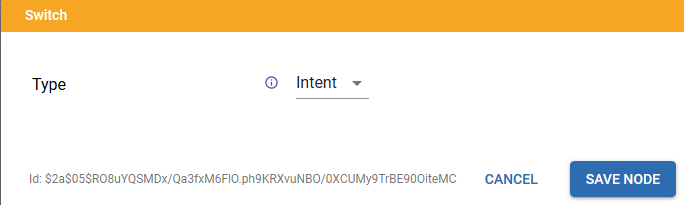 Switch
Type Intent
Id: $2a$05$RO8uYQSMDx/Qa3fxM6FIO.ph9KRXvuNBO/0XCUMy9TrBE90OiteMC CANCEL SAVE NODE